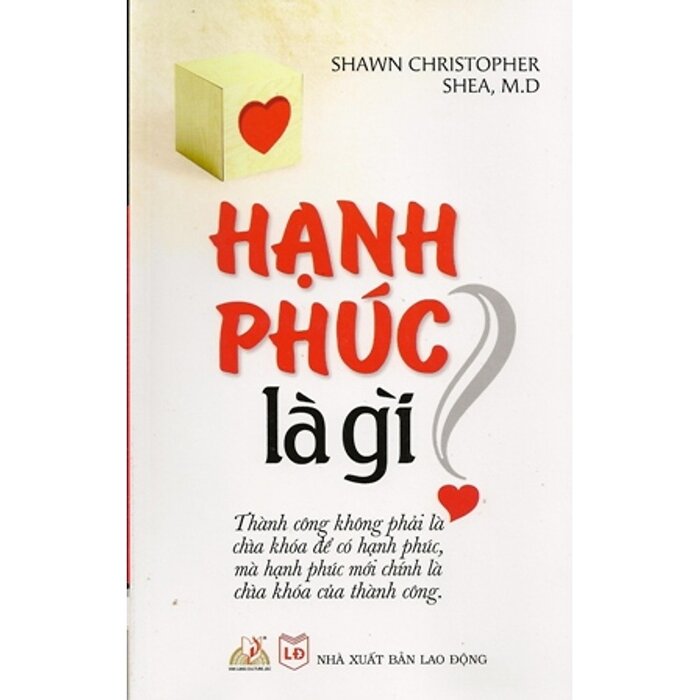 SHAWN CHRISTOPHER
SHEA, M.D
HẠNH
PHÚC
là gì?
Thành công không phải là
chìa khóa để có hạnh phúc,
mà hạnh phúc mới chính là
chìa khóa của thành công.
LĐ
NHÀ XUẤT BẢN LAO ĐỘNG